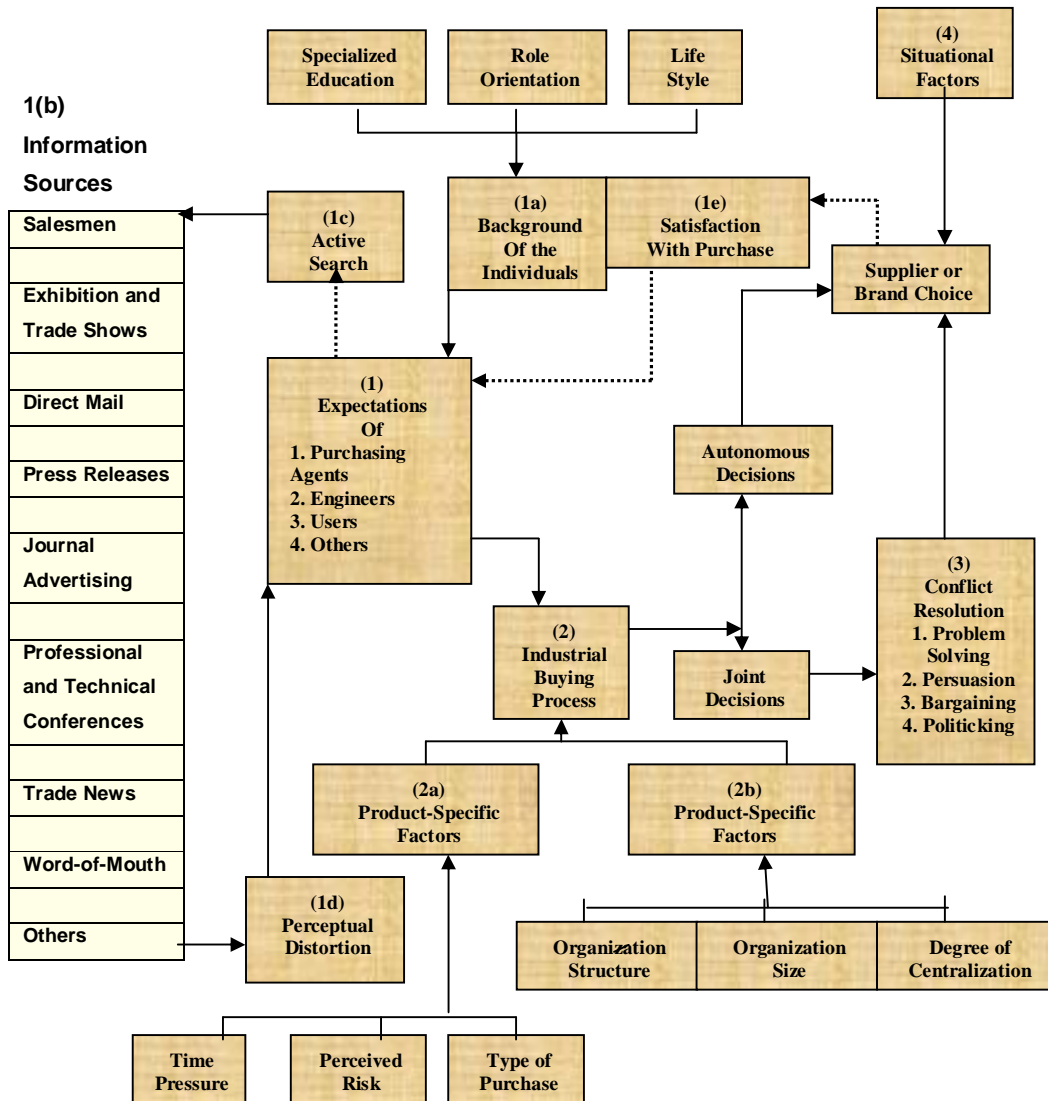 Specialized
Education
Role
Orientation
Life
Style
(4)
Situational
Factors
1(b)
Information
Sources
Salesmen
Exhibition and
Trade Shows
Direct Mail
Press Releases
Journal
Advertising
Professional
and Technical
Conferences
Trade News
Word-of-Mouth
Others
(1c)
Active
Search
(1a)
Background
Of the
Individuals
(1e)
Satisfaction
With Purchase
Supplier or
Brand Choice
(1)
Expectations
Of
1. Purchasing
Agents
2. Engineers
3. Users
4. Others
Autonomous
Decisions
(2)
Industrial
Buying
Process
Joint
Decisions
(3)
Conflict
Resolution
1. Problem
Solving
2. Persuasion
3. Bargaining
4. Politicking
(2a)
Product-Specific
Factors
(2b)
Product-Specific
Factors
(1d)
Perceptual
Distortion
Organization
Structure
Organization
Size
Degree of
Centralization
Time
Pressure
Perceived
Risk
Type of
Purchase